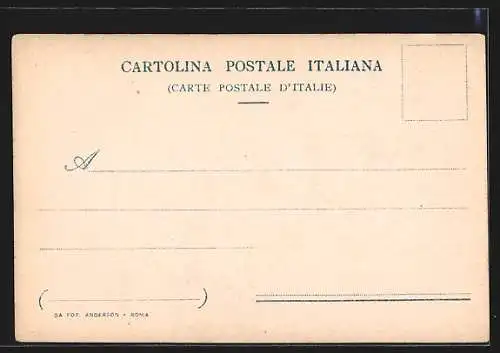 CARTOLINA POSTALE ITALIANA
(CARTE POSTALE D'ITALIE)
A
( )
DA FOT. ANDERSON - ROMA